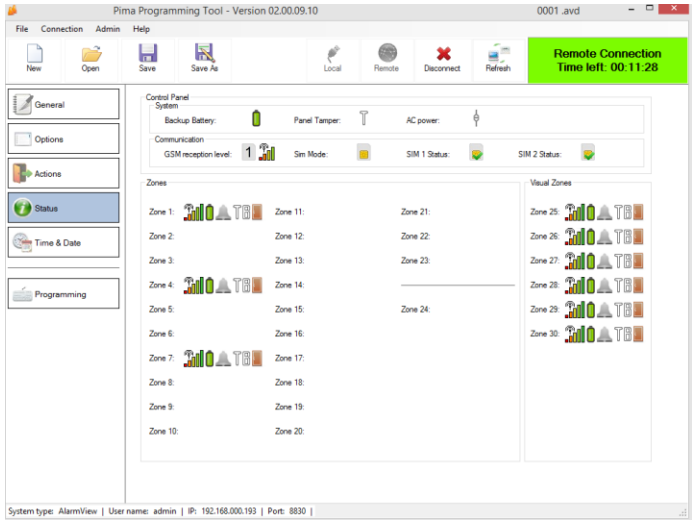 Pima Programming Tool - Version 02.00.09.10
0001 .avd
File Connection Admin Help
New Open Save Save As Local Remote Disconnect Refresh
Remote Connection
Time left: 00:11:28
General
Options
Actions
Status
Time & Date
Programming
Control Panel
System
Backup Battery: Panel Tamper: AC power:
Communication
GSM reception level: 1 Sim Mode: SIM 1 Status: SIM 2 Status:
Zones Visual Zones
Zone 1: Zone 11: Zone 21: Zone 25:
Zone 2: Zone 12: Zone 22: Zone 26:
Zone 3: Zone 13: Zone 23: Zone 27:
Zone 4: Zone 14: Zone 28:
Zone 5: Zone 15: Zone 24: Zone 29:
Zone 6: Zone 16: Zone 30:
Zone 7: Zone 17:
Zone 8: Zone 18:
Zone 9: Zone 19:
Zone 10: Zone 20:
System type: AlarmView | User name: admin | IP: 192.168.000.193 | Port: 8830 |